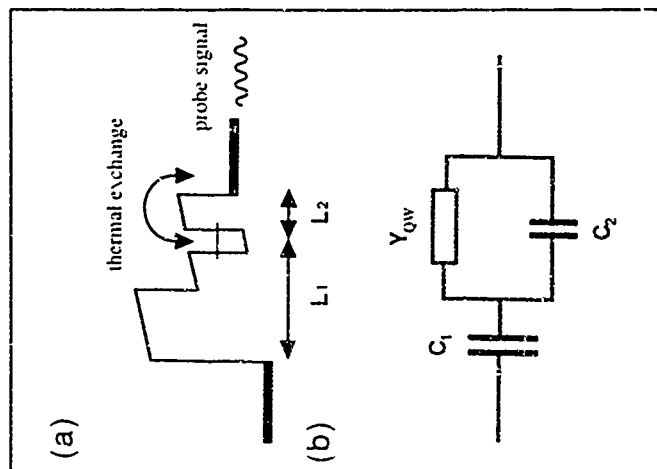 (a)
thermal exchange
probe signal
L1
L2
(b)
C1
YQW
C2